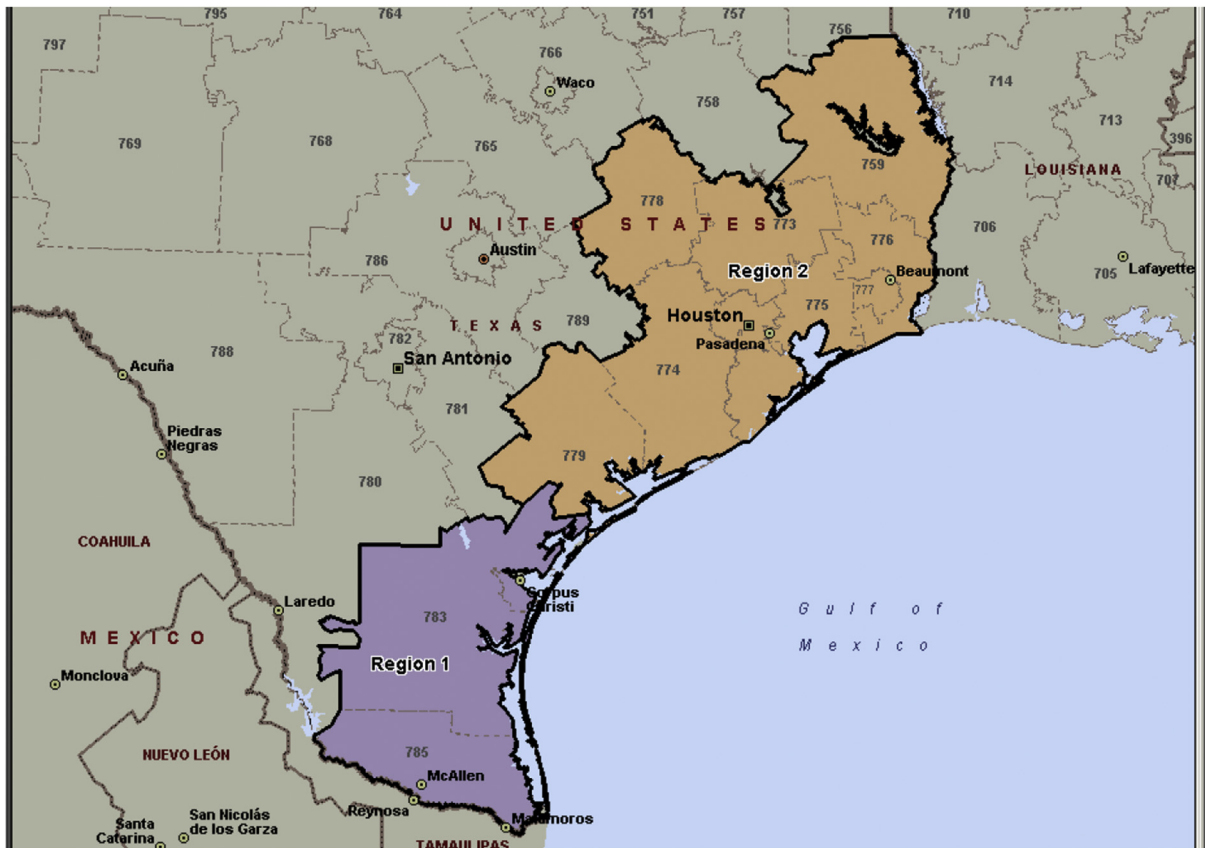 795
764
751
757
756
710
797
766
Waco
714
769
768
758
713
765
396
759
LOUISIANA
707
778
UNITED STATES
773
706
776
Austin
786
Region 2
Beaumont
705
Lafayette
777
775
Houston
TEXAS
789
782
Pasadena
788
San Antonio
Acuña
774
781
Piedras
Negras
779
780
COAHUILA
Corpus
Christi
Laredo
783
Gulf of
Mexico
MEXICO
Region 1
Monclova
NUEVO LEÓN
785
McAllen
Reynosa
San Nicolás
de los Garza
Matamoros
Santa
Catarina
TAMAULIPAS